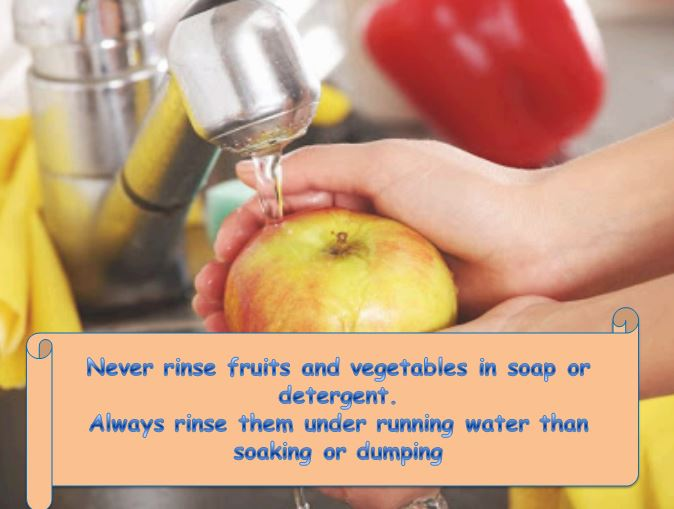 Never rinse fruits and vegetables in soap or
detergent.
Always rinse them under running water than
soaking or dumping